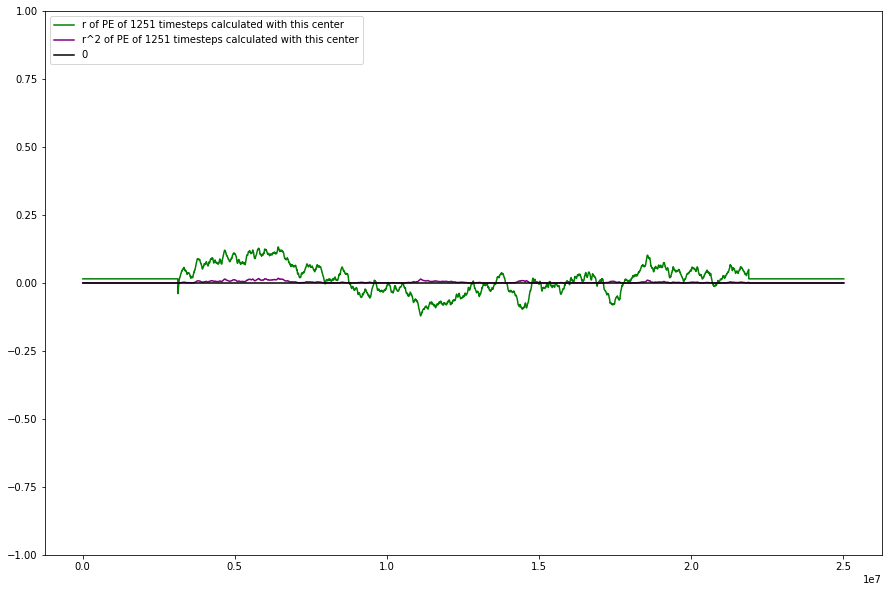 r of PE of 1251 timesteps calculated with this center
r^2 of PE of 1251 timesteps calculated with this center
0
1.00
0.75
0.50
0.25
0.00
−0.25
−0.50
−0.75
−1.00
0.0 0.5 1.0 1.5 2.0 2.5
1e7